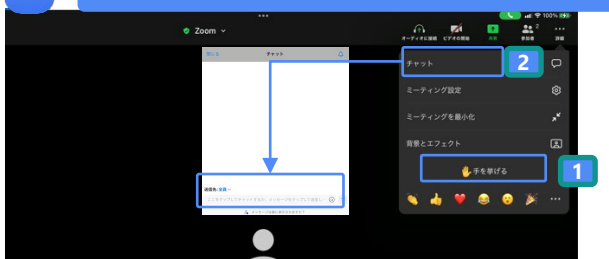 100%
Zoom
オーディオに接続 ビデオの開始 共有 参加者 2 詳細
閉じる チャット
チャット
2
ミーティング設定
ミーティングを最小化
背景とエフェクト
手を挙げる
1
送信先: 全員